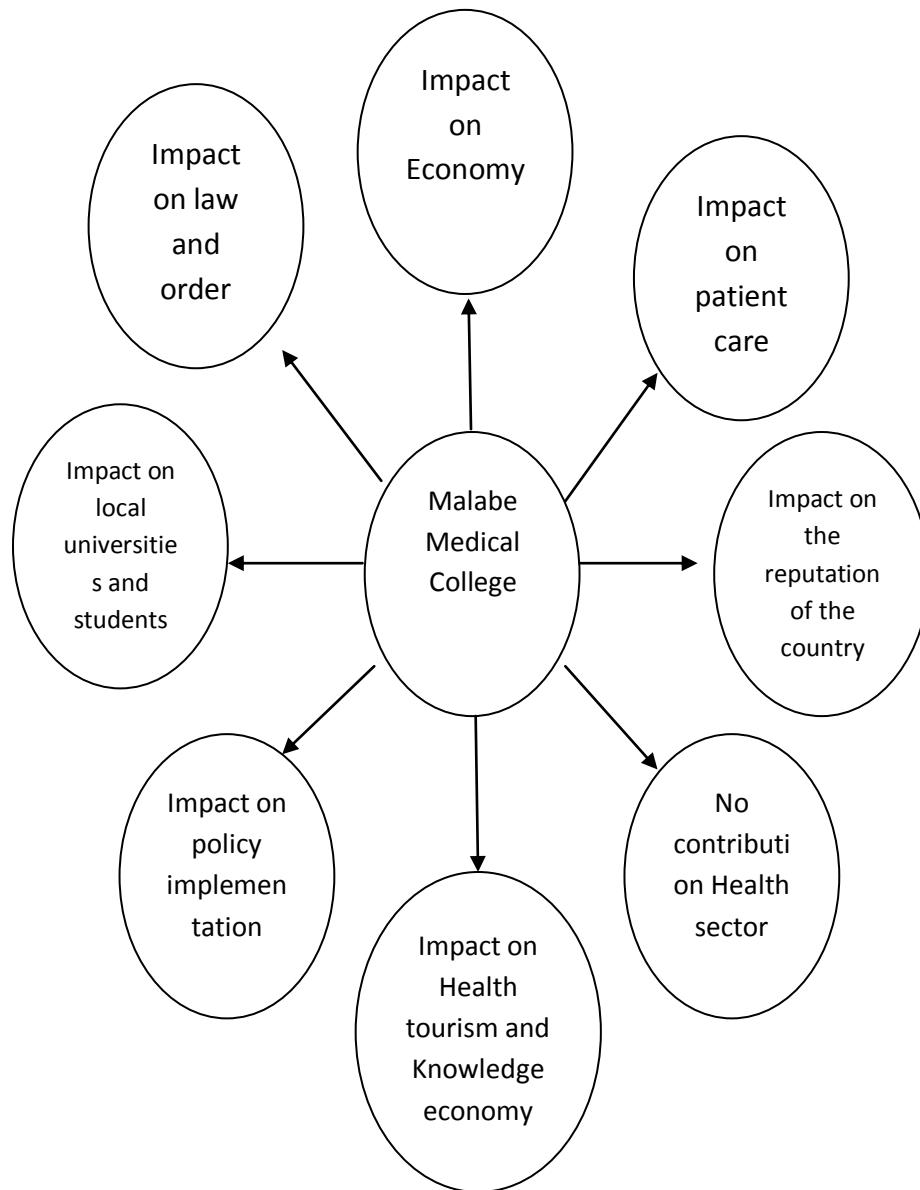 Impact
on
Economy
Impact
on law
and
order
Impact
on
patient
care
Impact on
local
universitie
s and
students
Malabe
Medical
College
Impact on
the
reputation
of the
country
Impact on
policy
implemen
tation
No
contributi
on Health
sector
Impact on
Health
tourism and
Knowledge
economy